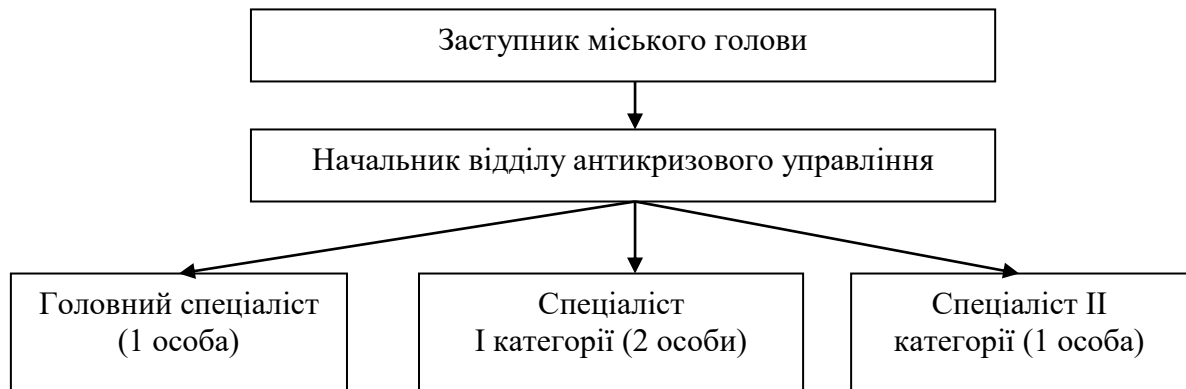 Заступник міського голови
Начальник відділу антикризового управління
Головний спеціаліст
(1 особа)
Спеціаліст
І категорії (2 особи)
Спеціаліст ІІ
категорії (1 особа)